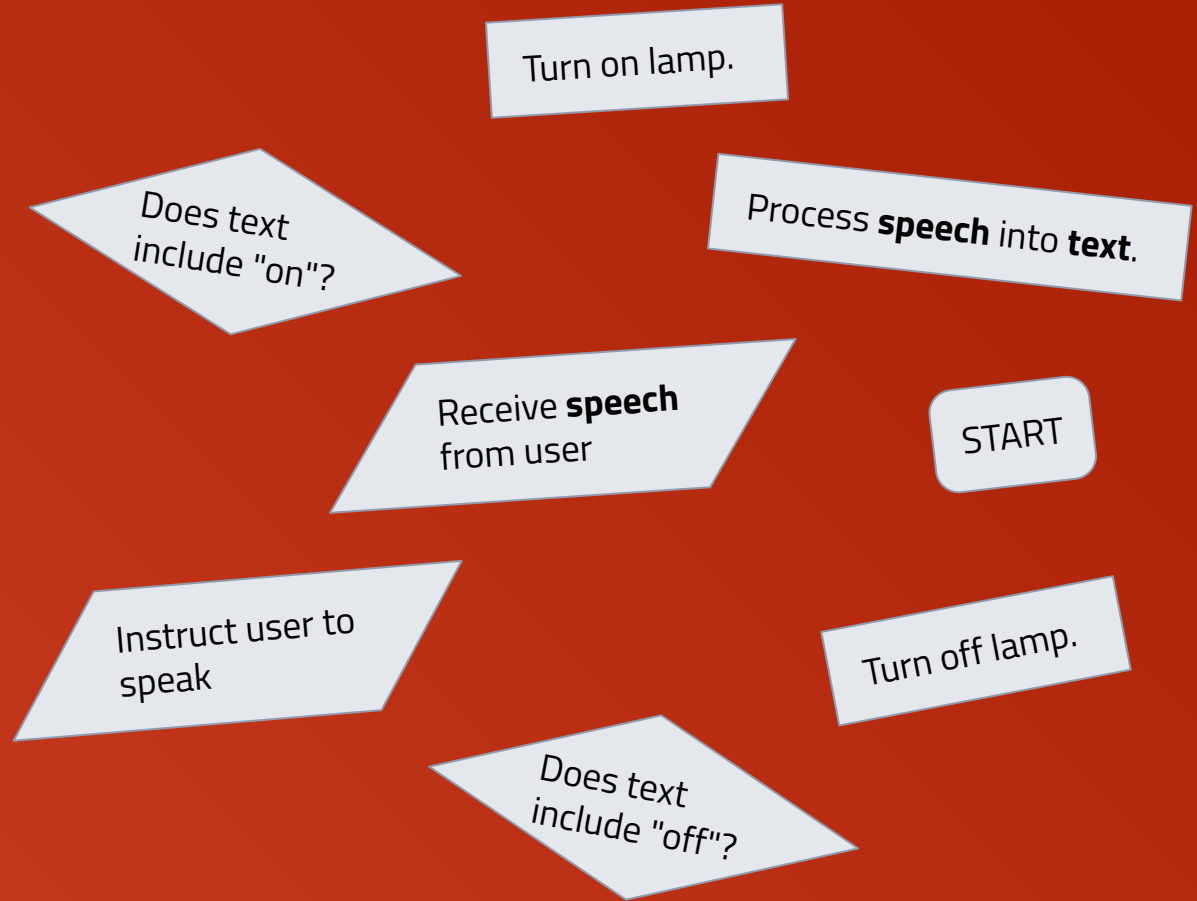 Turn on lamp.
Does text
include "on"?
Process speech into text.
Receive speech
from user
START
Instruct user to
speak
Turn off lamp.
Does text
include "off"?